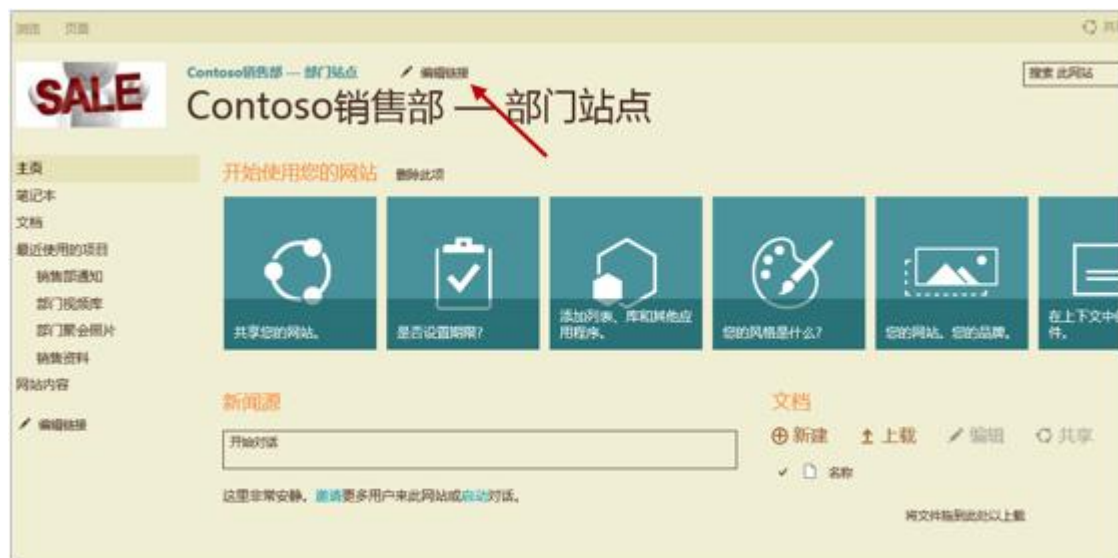 浏览 页面
共
SALE
Contoso销售部 — 部门站点 编辑链接
搜索 此网站
Contoso销售部 — 部门站点
主页
笔记本
文档
最近使用的项目
销售部通知
部门视频库
部门聚会照片
销售资料
网站内容
编辑链接
开始使用您的网站 删除此项
共享您的网站。
是否设置期限?
添加列表、库和其他应
用程序。
您的风格是什么?
您的网站。您的品牌。
在上下文中
件。
新闻源
开始对话
这里非常安静。邀请更多用户来此网站或启动对话。
文档
新建 上载 编辑 共享
名称
将文件拖到此处以上载